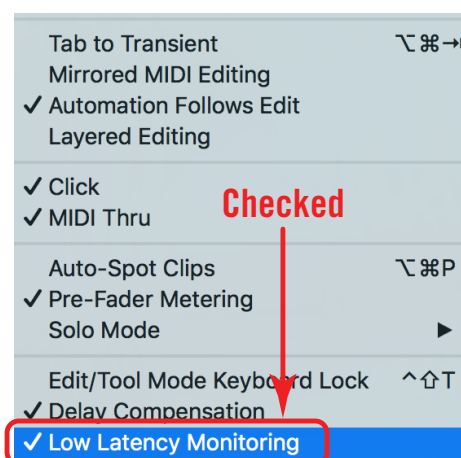 Tab to Transient ⌥⌘→
Mirrored MIDI Editing
✓ Automation Follows Edit
Layered Editing
✓ Click
Checked
✓ MIDI Thru
Auto-Spot Clips ⌥⌘P
✓ Pre-Fader Metering
Solo Mode ▶
Edit/Tool Mode Keyboard Lock ^⇧T
✓ Delay Compensation
✓ Low Latency Monitoring